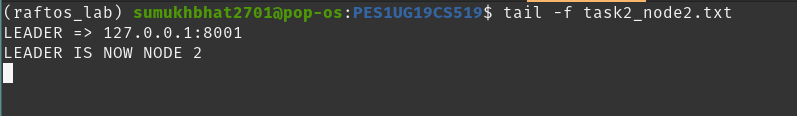 (raftos_lab) sumukhbhat2701@pop-os:PES1UG19CS519$ tail -f task2_node2.txt
LEADER => 127.0.0.1:8001
LEADER IS NOW NODE 2